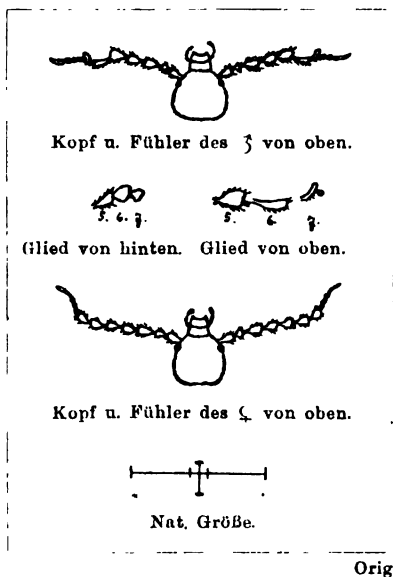 Kopf u. Fühler des ♂ von oben.
5. 6. 7. 5. 6 7.
Glied von hinten. Glied von oben.
Kopf u. Fühler des ♀ von oben.
Nat. Größe.
Orig